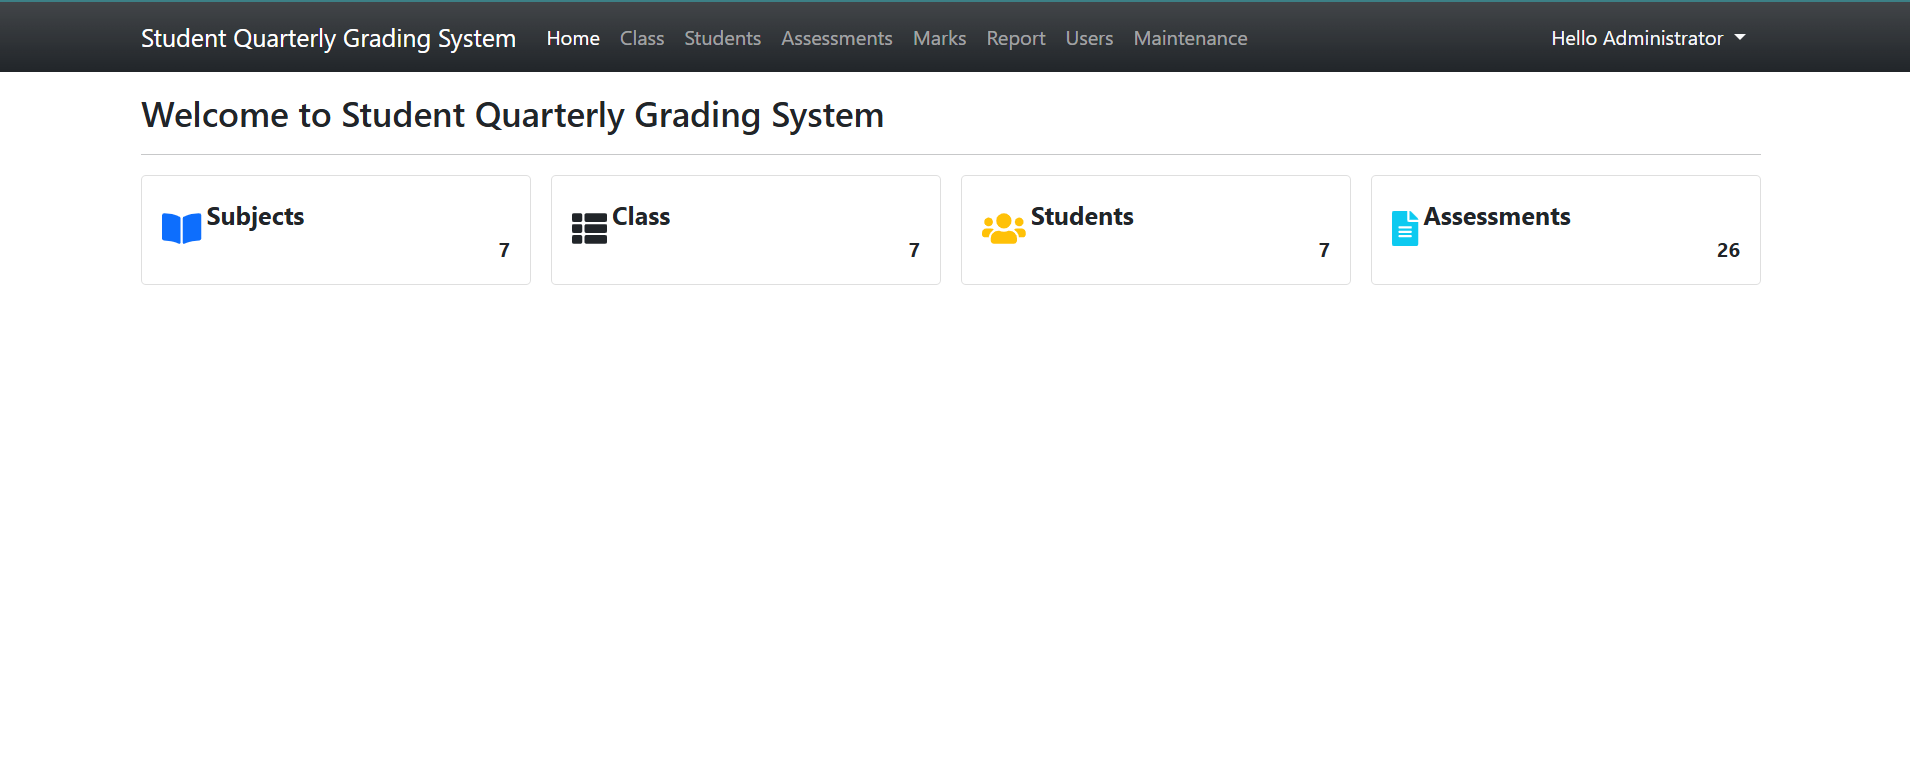 Student Quarterly Grading System Home Class Students Assessments Marks Report Users Maintenance Hello Administrator
Welcome to Student Quarterly Grading System
Subjects
7
Class
7
Students
7
Assessments
26